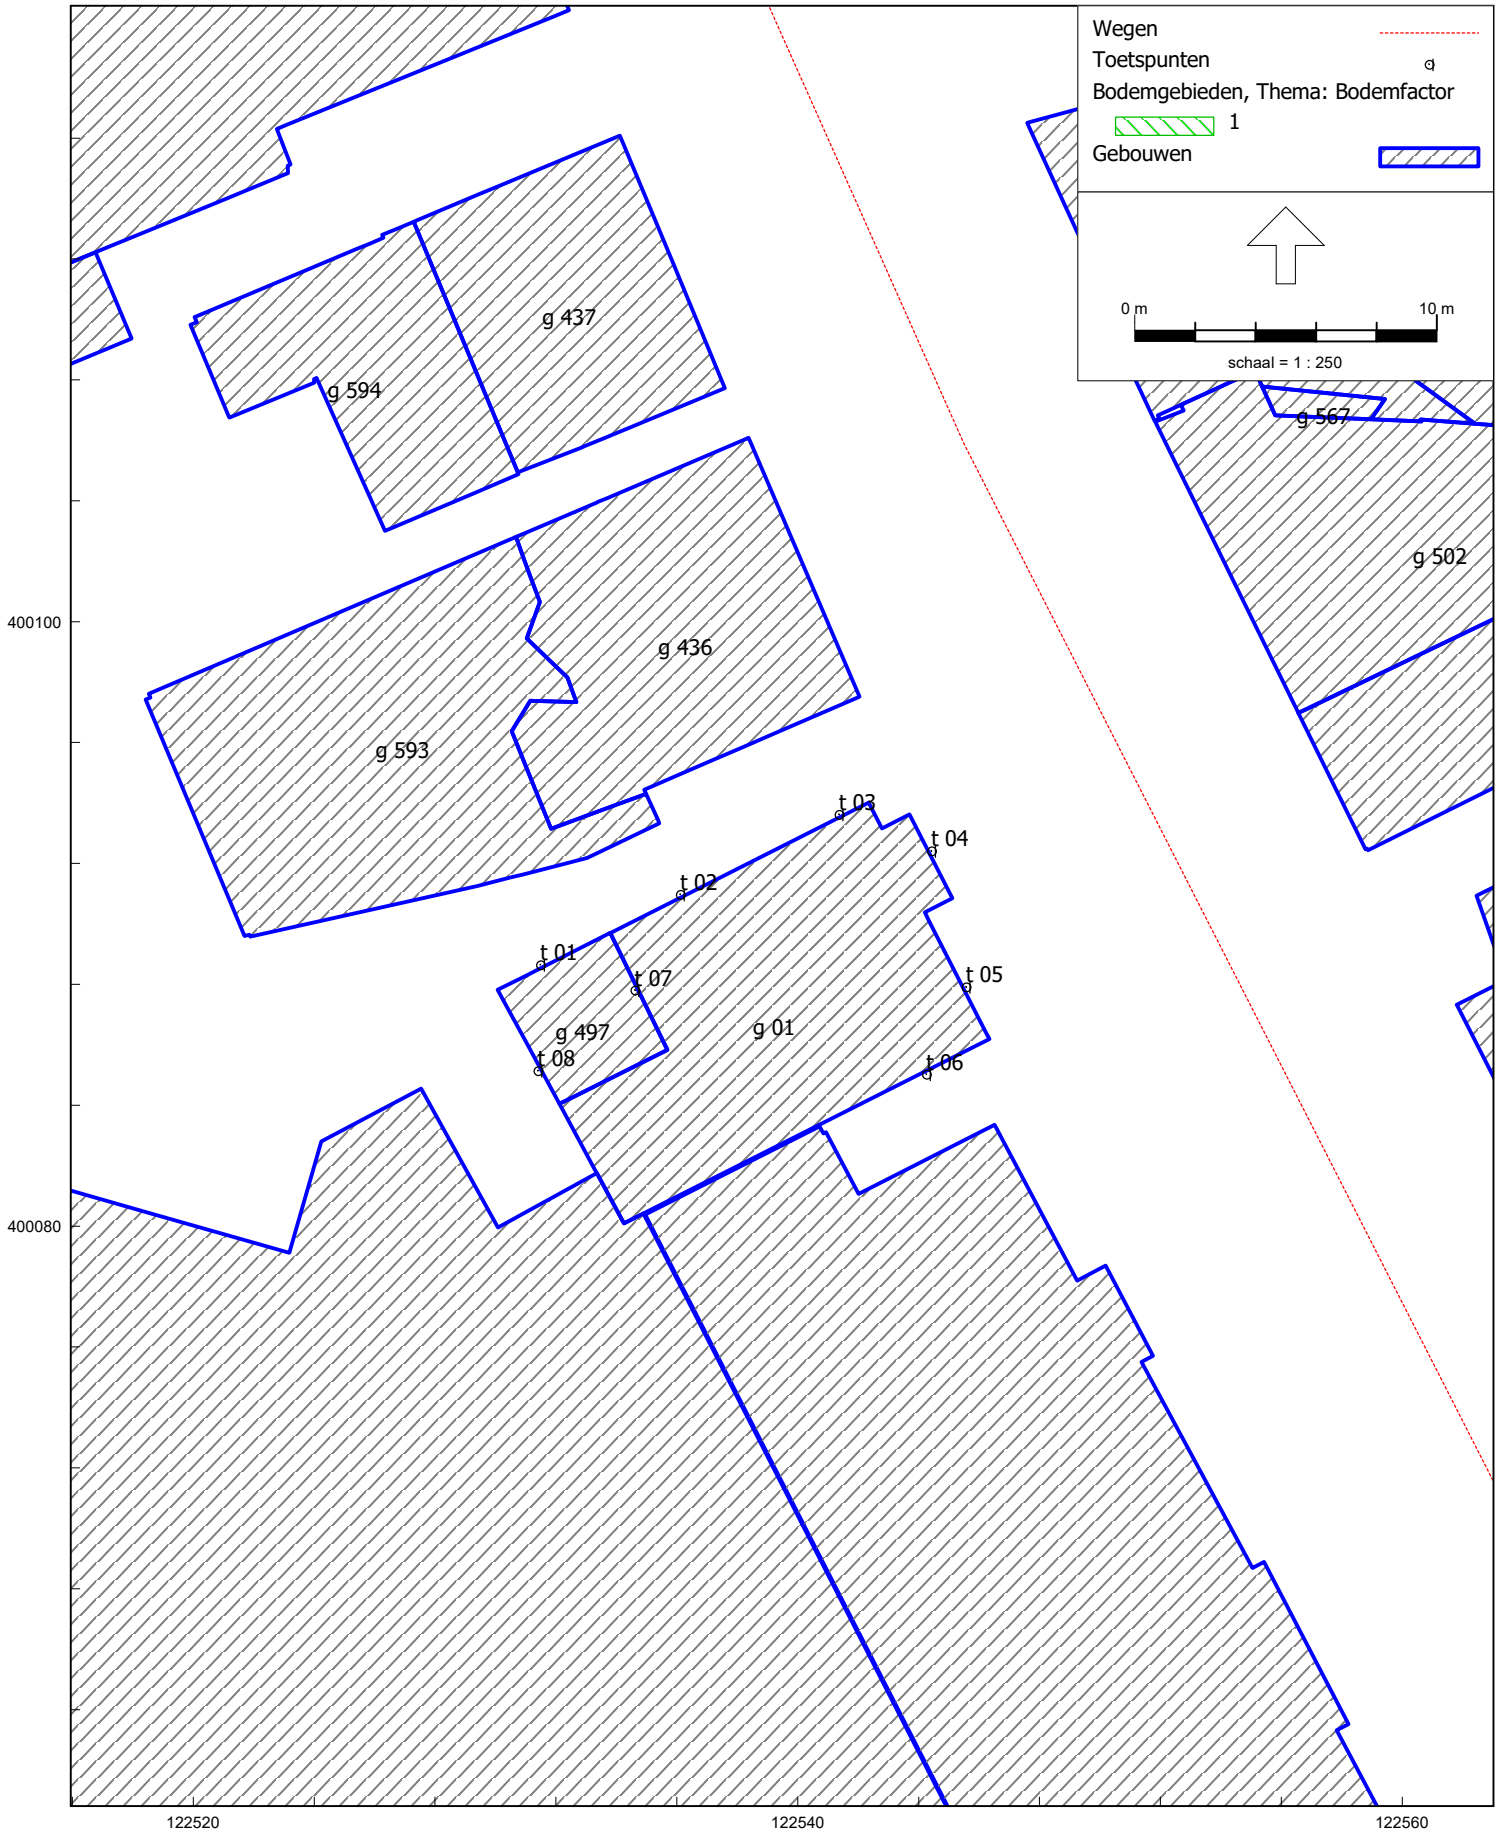 Wegen
Toetspunten
Bodemgebieden, Thema: Bodemfactor
1
Gebouwen
0 m 10 m
schaal = 1 : 250
g 437
g 594
g 567
g 502
400100
g 436
g 593
t 03
t 04
t 02
t 01
t 07
t 05
g 497
g 01
t 08
t 06
400080
122520 122540 122560